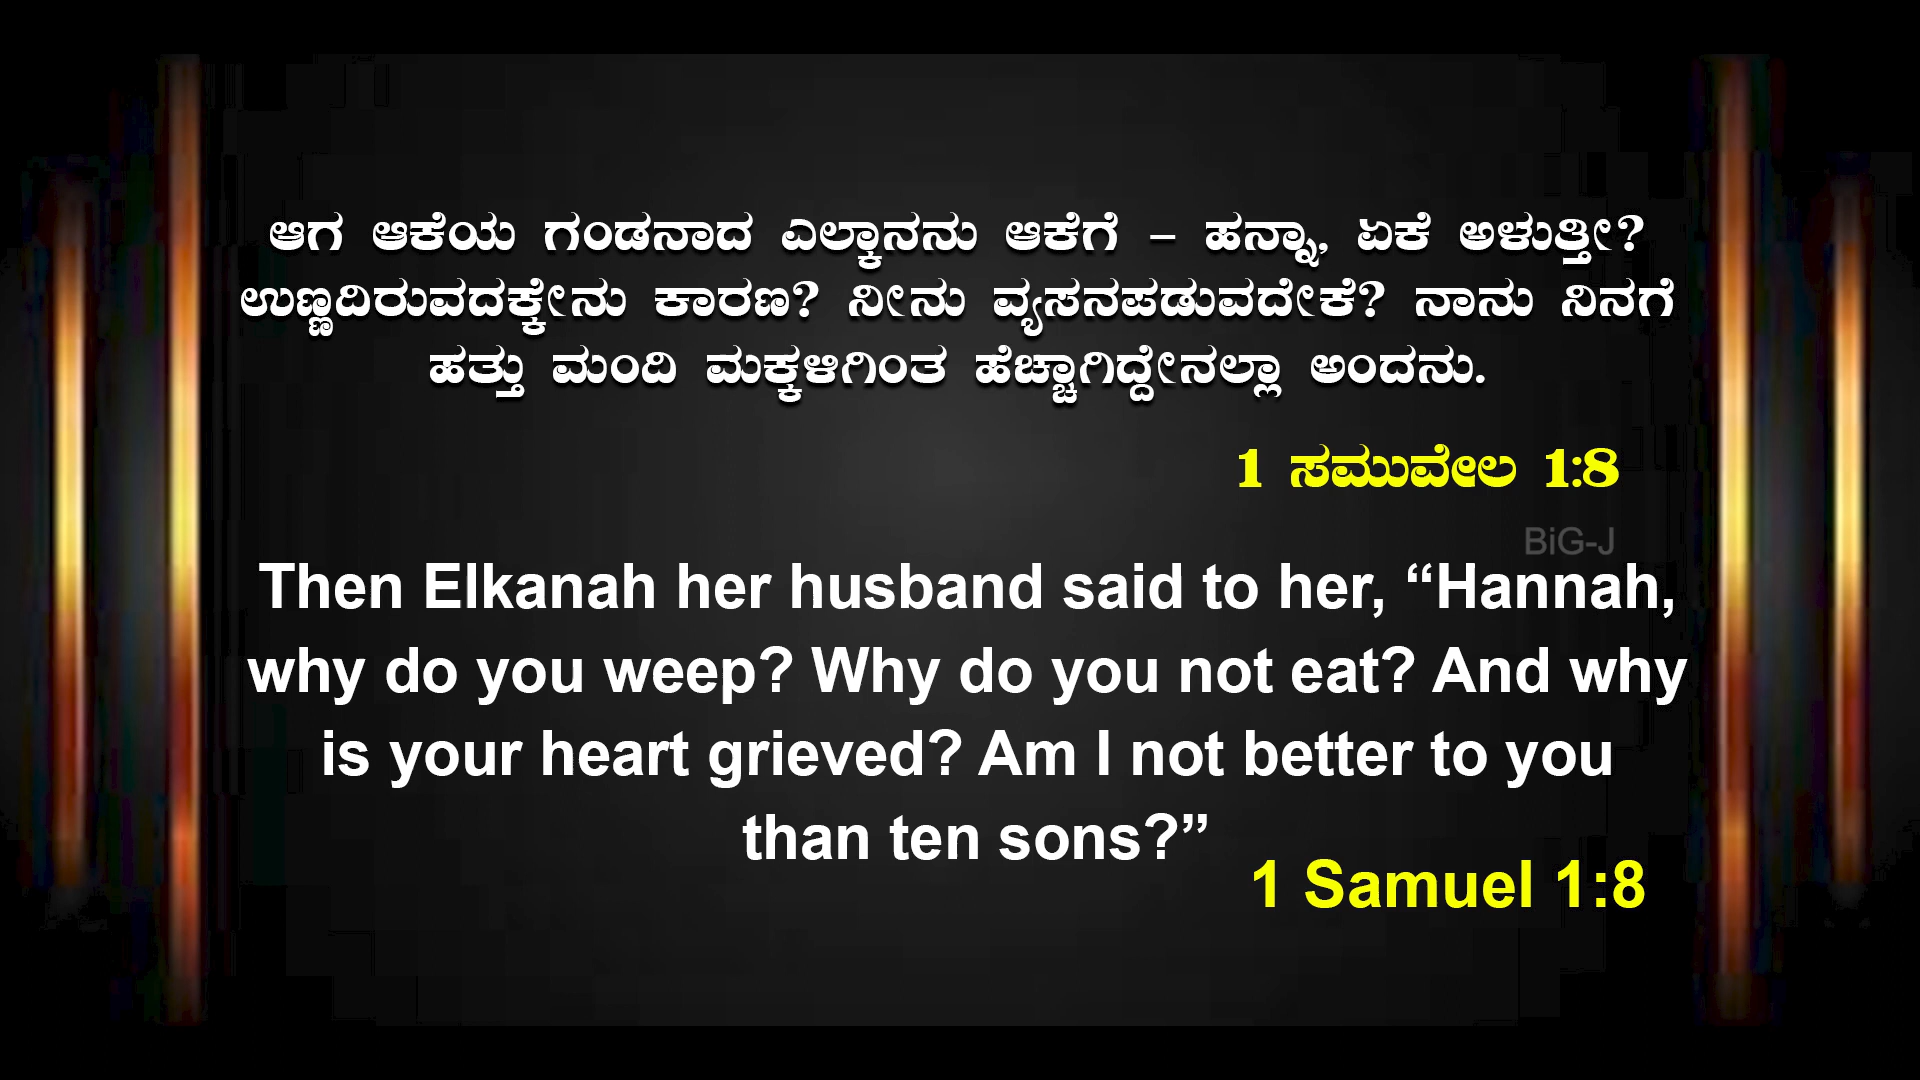 ಆಗ ಆಕೆಯ ಗಂಡನಾದ ಎಲ್ಕಾನನು ಆಕೆಗೆ – ಹನ್ನಾ, ಏಕೆ ಅಳುತ್ತೀ?
ಉಣ್ಣದಿರುವದಕ್ಕೇನು ಕಾರಣ? ನೀನು ವ್ಯಸನಪಡುವದೇಕೆ? ನಾನು ನಿನಗೆ
ಹತ್ತು ಮಂದಿ ಮಕ್ಕಳಿಗಿಂತ ಹೆಚ್ಚಾಗಿದ್ದೇನಲ್ಲಾ ಅಂದನು.
1 ಸಮುವೇಲ 1:8
BiG-J
Then Elkanah her husband said to her, “Hannah,
why do you weep? Why do you not eat? And why
is your heart grieved? Am I not better to you
than ten sons?”
1 Samuel 1:8